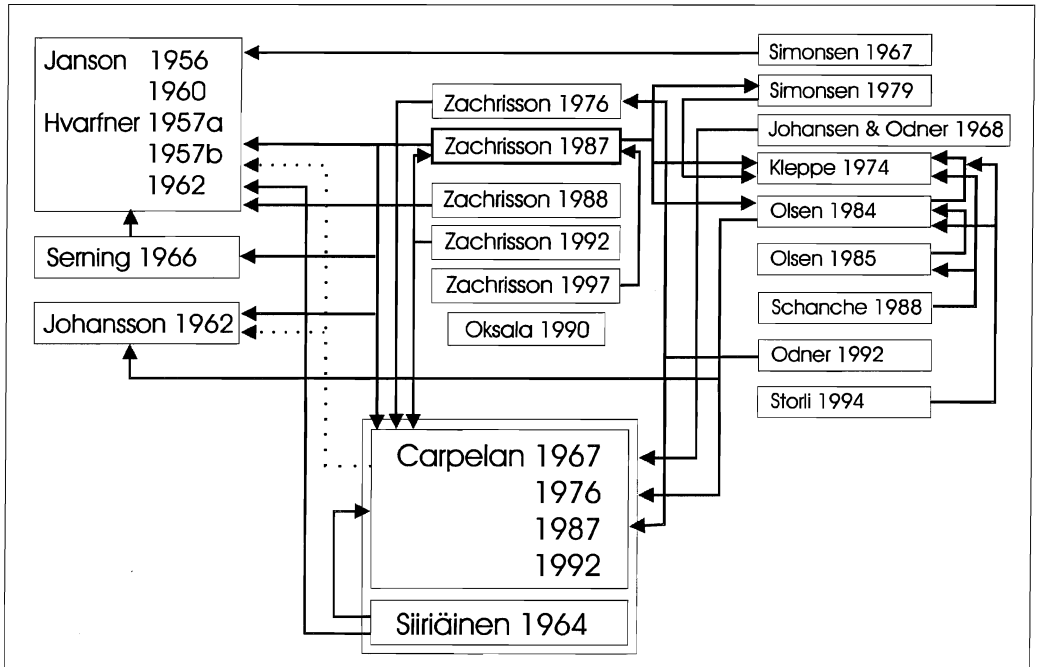 Janson 1956
1960
Hvarfner 1957a
1957b
1962
Serning 1966
Johansson 1962
Zachrisson 1976
Zachrisson 1987
Zachrisson 1988
Zachrisson 1992
Zachrisson 1997
Oksala 1990
Simonsen 1967
Simonsen 1979
Johansen & Odner 1968
Kleppe 1974
Olsen 1984
Olsen 1985
Schanche 1988
Odner 1992
Storli 1994
Carpelan 1967
1976
1987
1992
Siiriäinen 1964